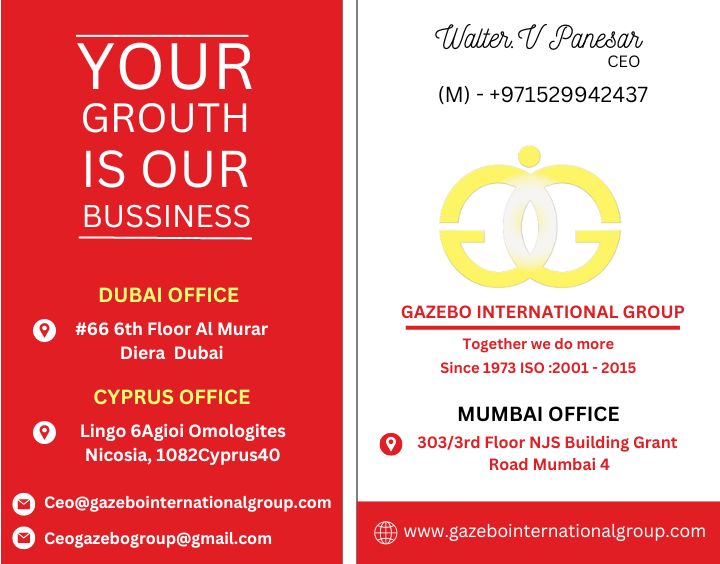 YOUR
GROUTH
IS OUR
BUSSINESS
DUBAI OFFICE
#66 6th Floor Al Murar
Diera Dubai
CYPRUS OFFICE
Lingo 6Agioi Omologites
Nicosia, 1082Cyprus40
Ceo@gazebointernationalgroup.com
Ceogazebogroup@gmail.com
Walter.V Panesar
CEO
(M) - +971529942437
GG
GAZEBO INTERNATIONAL GROUP
Together we do more
Since 1973 ISO :2001 - 2015
MUMBAI OFFICE
303/3rd Floor NJS Building Grant
Road Mumbai 4
www.gazebointernationalgroup.com